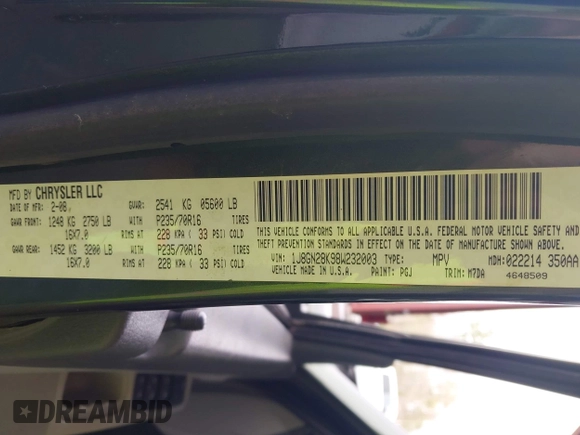 MFD BY CHRYSLER LLC
DATE OF MFR: 2-08 GVWR: 2541 KG 05600 LB
GAWR FRONT: 1248 KG 2750 LB WITH P235/70R16 TIRES
16X7.0 RIMS AT 228 KPA ( 33 PSI) COLD
GAWR REAR: 1452 KG 3200 LB WITH P235/70R16 TIRES
16X7.0 RIMS AT 228 KPA ( 33 PSI) COLD
THIS VEHICLE CONFORMS TO ALL APPLICABLE U.S.A. FEDERAL MOTOR VEHICLE SAFETY AND
THEFT PREVENTION STANDARDS IN EFFECT ON THE DATE OF MANUFACTURE SHOWN ABOVE.
VIN: 1J8GN28K98W232003 TYPE: MPV MDH: 022214 350AA
VEHICLE MADE IN U.S.A. PAINT: PGJ TRIM: M7DA 4648509
DREAMBID